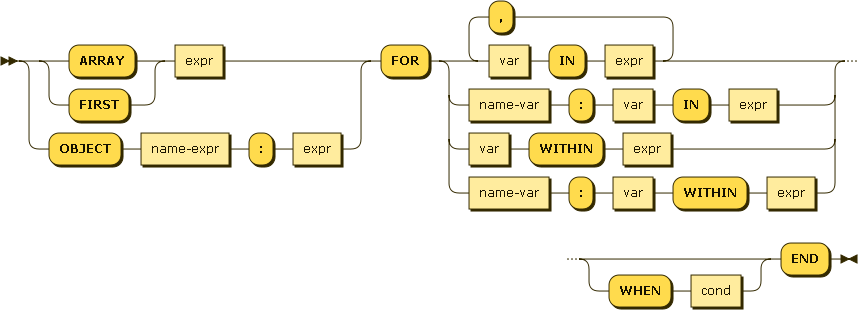 ,
ARRAY expr FOR var IN expr
FIRST name-var : var IN expr
OBJECT name-expr : expr var WITHIN expr
name-var : var WITHIN expr
END
WHEN cond